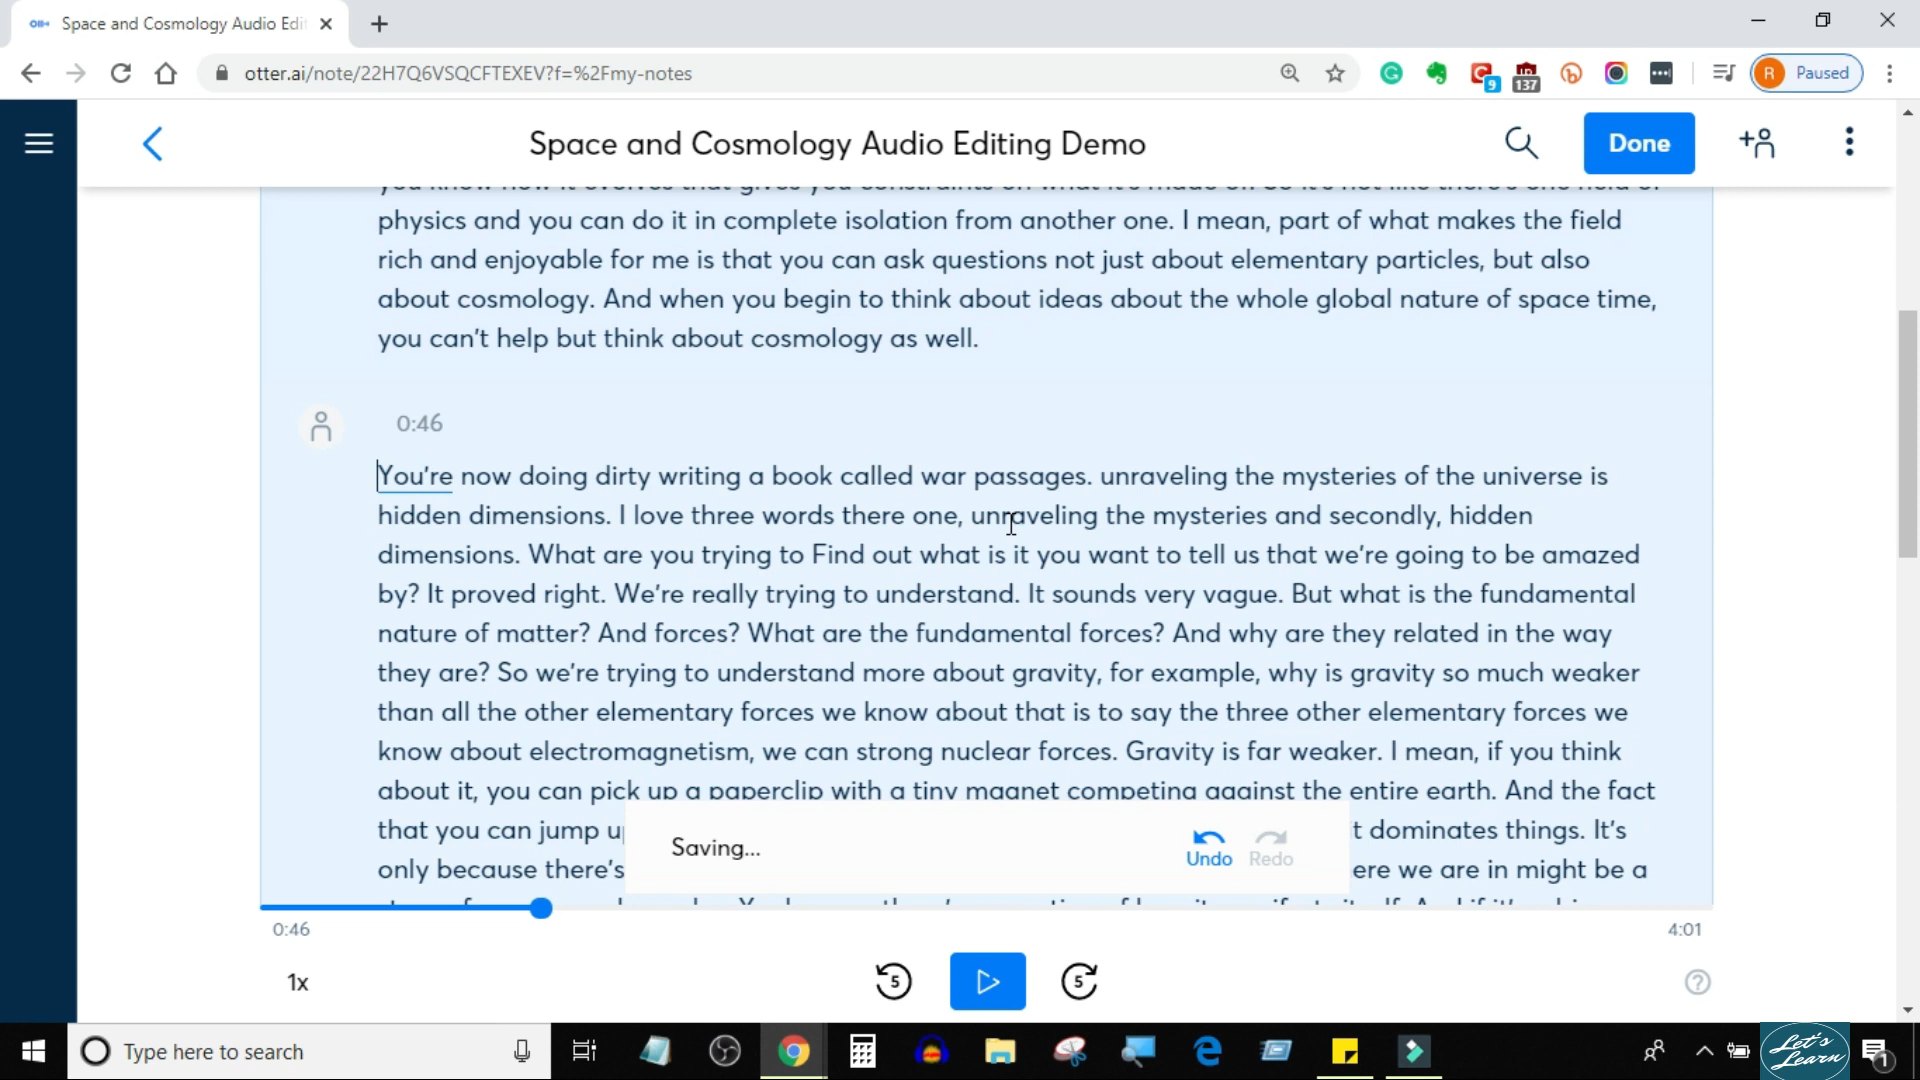 Space and Cosmology Audio Edit
otter.ai/note/22H7Q6VSQCFTEXEV?f=%2Fmy-notes
9
137
R Paused
Space and Cosmology Audio Editing Demo
Done
physics and you can do it in complete isolation from another one. I mean, part of what makes the field
rich and enjoyable for me is that you can ask questions not just about elementary particles, but also
about cosmology. And when you begin to think about ideas about the whole global nature of space time,
you can't help but think about cosmology as well.
0:46
You're now doing dirty writing a book called war passages. unraveling the mysteries of the universe is
hidden dimensions. I love three words there one, unraveling the mysteries and secondly, hidden
dimensions. What are you trying to Find out what is it you want to tell us that we're going to be amazed
by? It proved right. We're really trying to understand. It sounds very vague. But what is the fundamental
nature of matter? And forces? What are the fundamental forces? And why are they related in the way
they are? So we're trying to understand more about gravity, for example, why is gravity so much weaker
than all the other elementary forces we know about that is to say the three other elementary forces we
know about electromagnetism, we can strong nuclear forces. Gravity is far weaker. I mean, if you think
about it, you can pick up a paperclip with a tiny magnet competing against the entire earth. And the fact
that you can jump u
t dominates things. It's
only because there's
ere we are in might be a
Saving...
Undo
Redo
0:46
4:01
1x
5
5
Type here to search
Let's
Learn
1